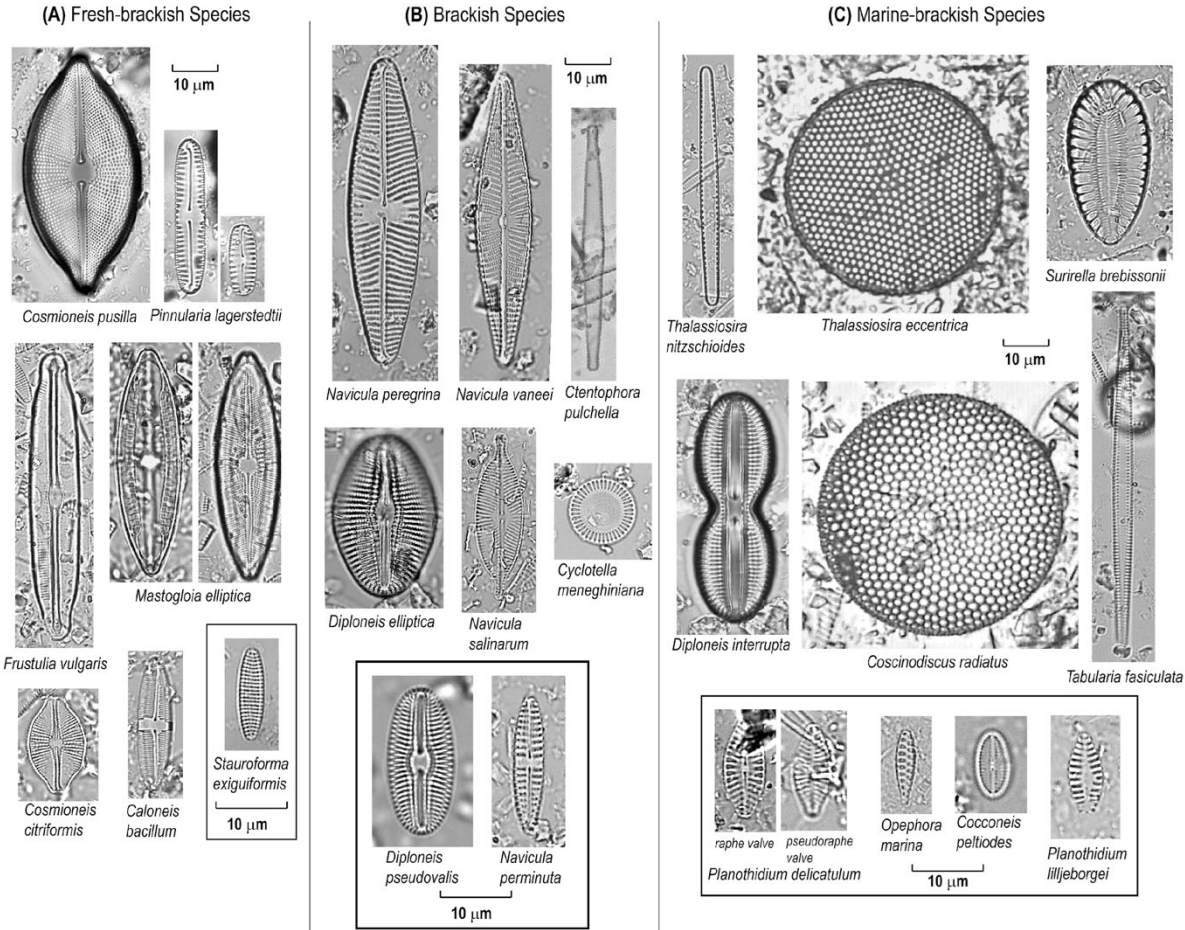 (A) Fresh-brackish Species
10 µm
Cosmioneis pusilla
Pinnularia lagerstedtii
Frustulia vulgaris
Mastogloia elliptica
Cosmioneis
citriformis
Caloneis
bacillum
Stauroforma
exiguiformis
10 µm
(B) Brackish Species
10 µm
Navicula peregrina
Navicula vaneei
Ctentophora
pulchella
Diploneis elliptica
Navicula
salinarum
Cyclotella
meneghiniana
Diploneis
pseudovalis
Navicula
perminuta
10 µm
(C) Marine-brackish Species
Thalassiosira
nitzschioides
Thalassiosira eccentrica
Surirella brebissonii
10 µm
Diploneis interrupta
Coscinodiscus radiatus
Tabularia fasiculata
raphe valve
pseudoraphe
valve
Planothidium delicatulum
Opephora
marina
Cocconeis
peltiodes
Planothidium
lilljeborgei
10 µm